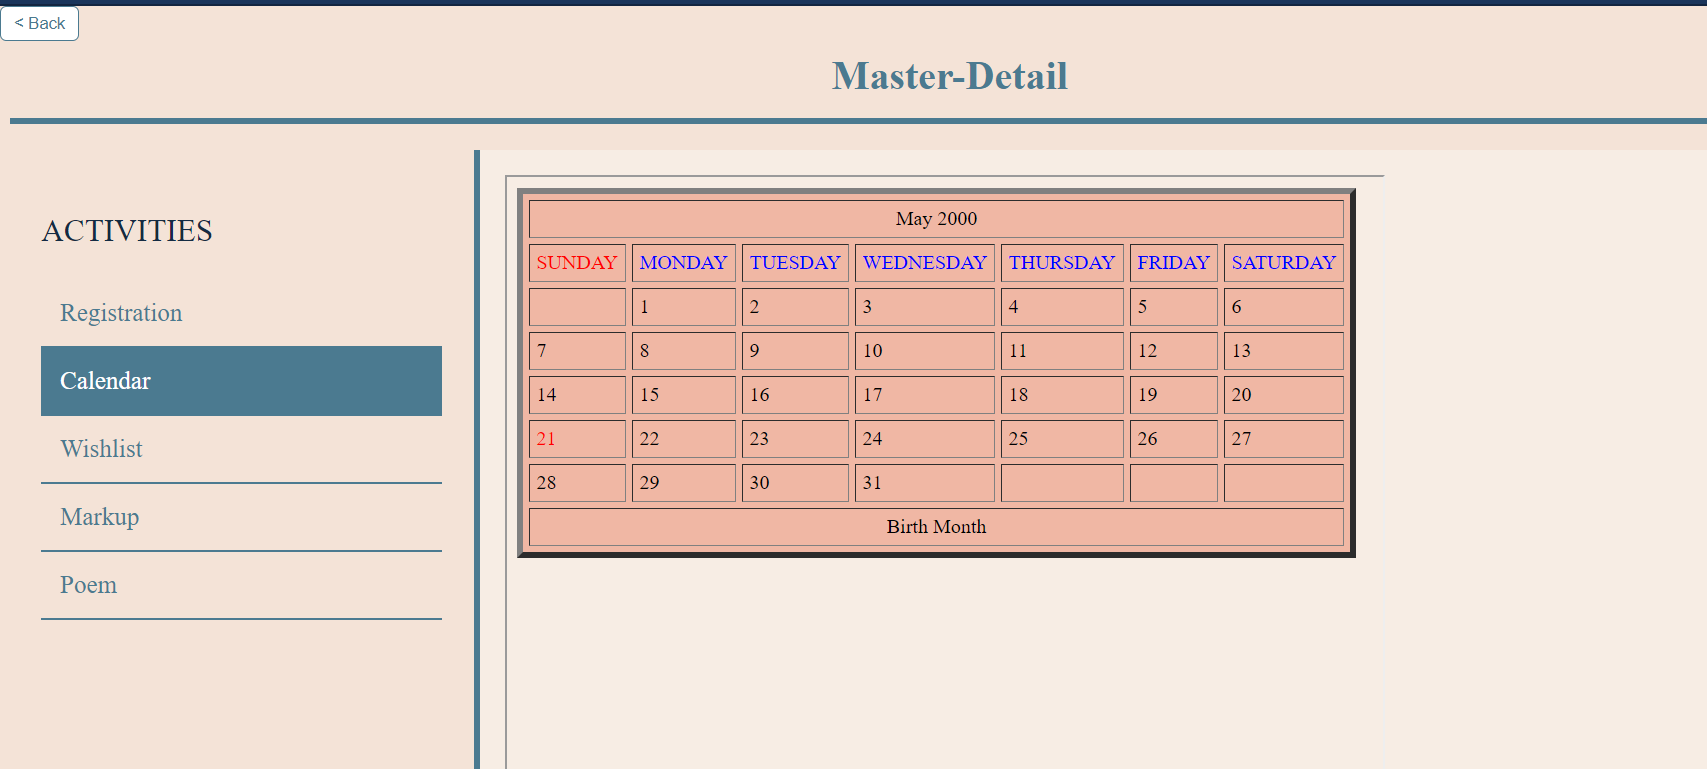 < Back
Master-Detail
ACTIVITIES
Registration
Calendar
Wishlist
Markup
Poem
May 2000
SUNDAY MONDAY TUESDAY WEDNESDAY THURSDAY FRIDAY SATURDAY
1 2 3 4 5 6
7 8 9 10 11 12 13
14 15 16 17 18 19 20
21 22 23 24 25 26 27
28 29 30 31
Birth Month